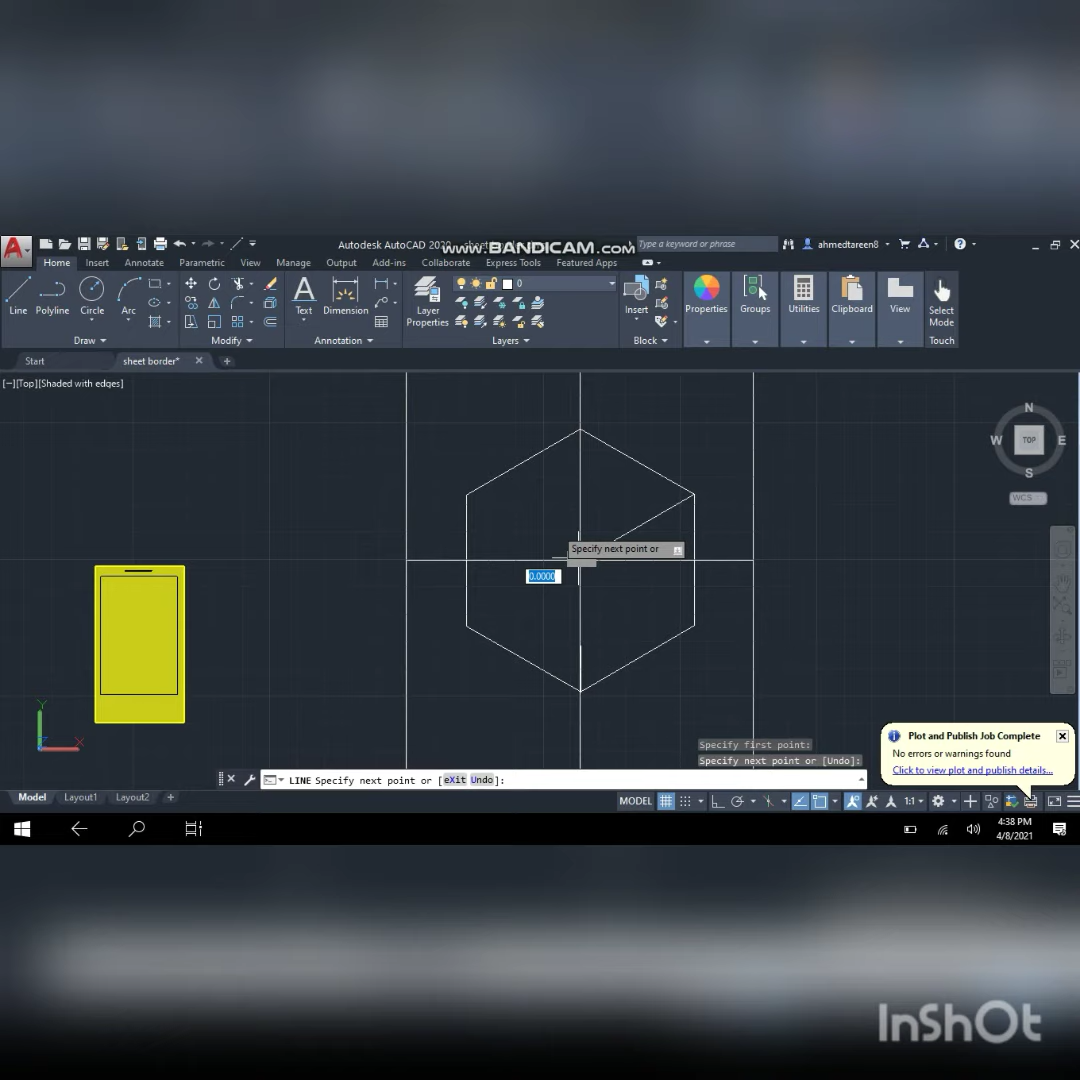 Autodesk AutoCAD 2020
www.BANDICAM.com
Type a keyword or phrase
ahmedtareen8
Home Insert Annotate Parametric View Manage Output Add-ins Collaborate Express Tools Featured Apps
A
Line Polyline Circle Arc
Text Dimension
Layer Properties
0
Insert
Properties Groups Utilities Clipboard View
Select Mode
Draw Modify Annotation Layers Block Touch
Start sheet border*
[−][Top][Shaded with edges]
N
W TOP E
S
WCS
Specify next point or
0.0000
Y
X
Specify first point:
Specify next point or [Undo]:
LINE Specify next point or [eXit Undo]:
Plot and Publish Job Complete
No errors or warnings found
Click to view plot and publish details...
Model Layout1 Layout2
MODEL 1:1
4:38 PM
4/8/2021
InShOt